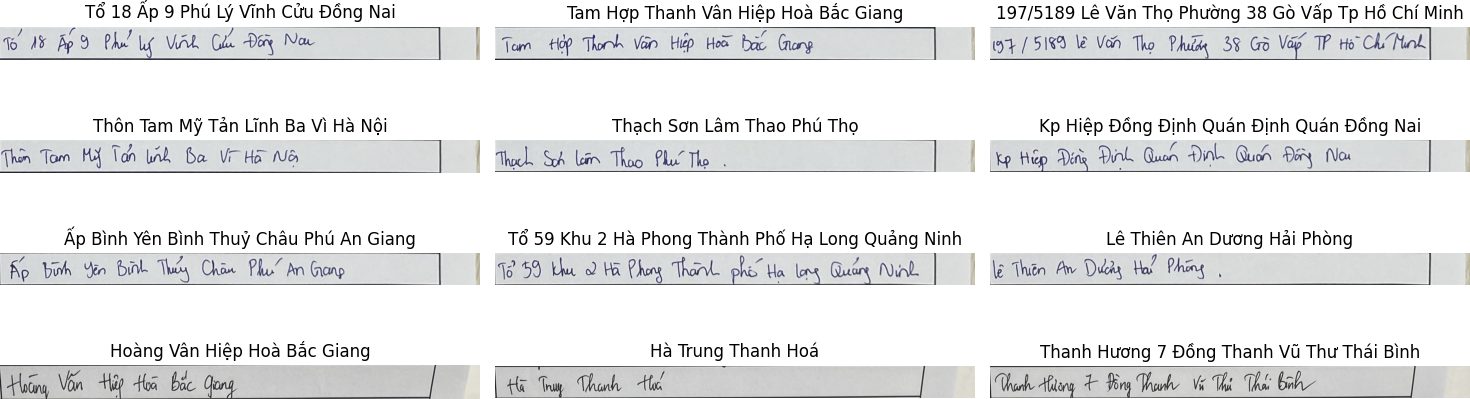 Tổ 18 Ấp 9 Phú Lý Vĩnh Cửu Đồng Nai
Tam Hợp Thanh Vân Hiệp Hoà Bắc Giang
197/5189 Lê Văn Thọ Phường 38 Gò Vấp Tp Hồ Chí Minh
Tổ 18 Ấp 9 Phú Lý Vĩnh Cửu Đồng Nai
Tam Hợp Thanh Vân Hiệp Hoà Bắc Giang
197/5189 Lê Văn Thọ Phường 38 Gò Vấp TP Hồ Chí Minh
Thôn Tam Mỹ Tản Lĩnh Ba Vì Hà Nội
Thạch Sơn Lâm Thao Phú Thọ
Kp Hiệp Đồng Định Quán Định Quán Đồng Nai
Thôn Tam Mỹ Tản Lĩnh Ba Vì Hà Nội
Thạch Sơn Lâm Thao Phú Thọ.
Kp Hiệp Đồng Định Quán Định Quán Đồng Nai
Ấp Bình Yên Bình Thuỷ Châu Phú An Giang
Tổ 59 Khu 2 Hà Phong Thành Phố Hạ Long Quảng Ninh
Lê Thiên An Dương Hải Phòng
Ấp Bình Yên Bình Thủy Châu Phú An Giang
Tổ 59 Khu 2 Hà Phong Thành phố Hạ Long Quảng Ninh
Lê Thiên An Dương Hải Phòng.
Hoàng Vân Hiệp Hoà Bắc Giang
Hà Trung Thanh Hoá
Thanh Hương 7 Đồng Thanh Vũ Thư Thái Bình
Hoàng Vân Hiệp Hoà Bắc Giang
Hà Trung Thanh Hoá
Thanh Hương 7 Đồng Thanh Vũ Thư Thái Bình